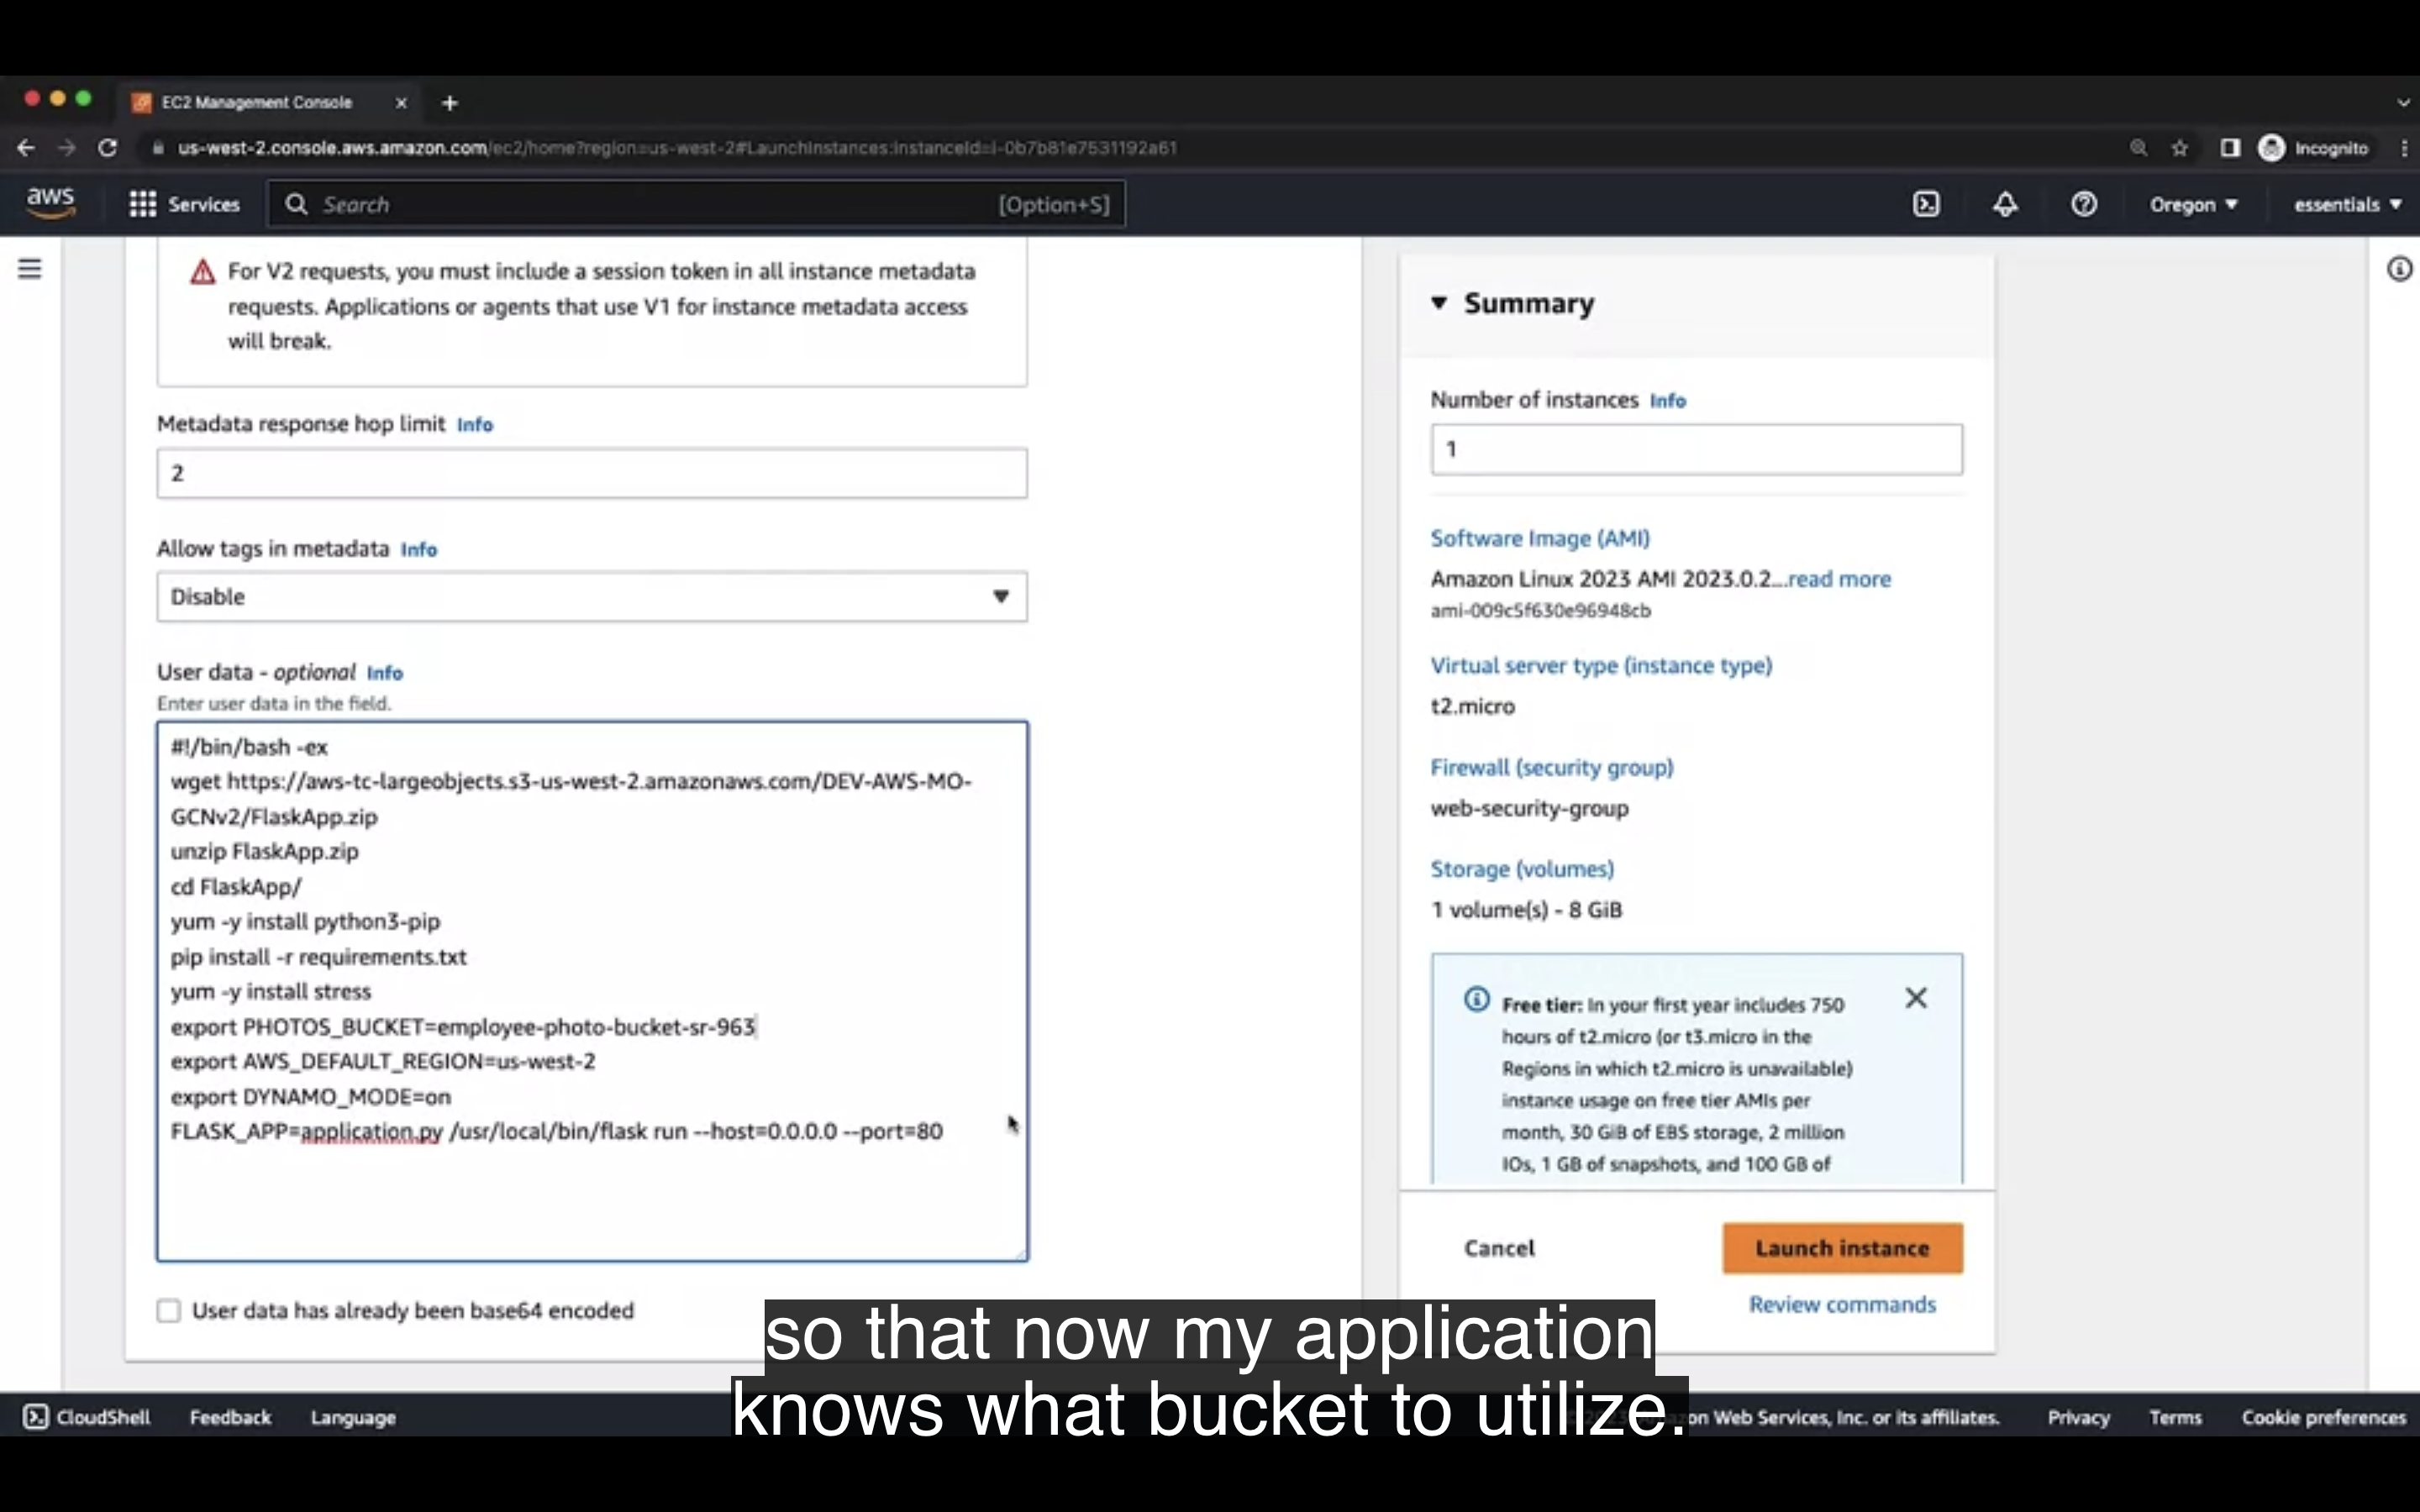 EC2 Management Console
us-west-2.console.aws.amazon.com/ec2/home?region=us-west-2#LaunchInstances:instanceId=i-0b7b81e7531192a61
Incognito
aws
Services
Search
[Option+S]
Oregon
essentials
For V2 requests, you must include a session token in all instance metadata
requests. Applications or agents that use V1 for instance metadata access
will break.
Metadata response hop limit Info
2
Allow tags in metadata Info
Disable
User data - optional Info
Enter user data in the field.
#!/bin/bash -ex
wget https://aws-tc-largeobjects.s3-us-west-2.amazonaws.com/DEV-AWS-MO-
GCNv2/FlaskApp.zip
unzip FlaskApp.zip
cd FlaskApp/
yum -y install python3-pip
pip install -r requirements.txt
yum -y install stress
export PHOTOS_BUCKET=employee-photo-bucket-sr-963
export AWS_DEFAULT_REGION=us-west-2
export DYNAMO_MODE=on
FLASK_APP=application.py /usr/local/bin/flask run --host=0.0.0.0 --port=80
User data has already been base64 encoded
Summary
Number of instances Info
1
Software Image (AMI)
Amazon Linux 2023 AMI 2023.0.2...read more
ami-009c5f630e96948cb
Virtual server type (instance type)
t2.micro
Firewall (security group)
web-security-group
Storage (volumes)
1 volume(s) - 8 GiB
Free tier: In your first year includes 750
hours of t2.micro (or t3.micro in the
Regions in which t2.micro is unavailable)
instance usage on free tier AMIs per
month, 30 GiB of EBS storage, 2 million
IOs, 1 GB of snapshots, and 100 GB of
Cancel
Launch instance
Review commands
so that now my application
knows what bucket to utilize.
CloudShell
Feedback
Language
on Web Services, Inc. or its affiliates.
Privacy
Terms
Cookie preferences